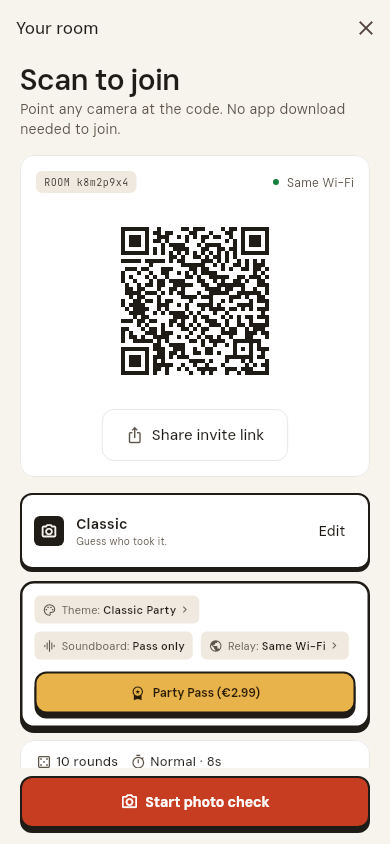 Your room
Scan to join
Point any camera at the code. No app download
needed to join.
ROOM k8m2p9x4
Same Wi-Fi
Share invite link
Classic
Guess who took it.
Edit
Theme: Classic Party
Soundboard: Pass only
Relay: Same Wi-Fi
Party Pass (€2.99)
10 rounds
Normal · 8s
Start photo check